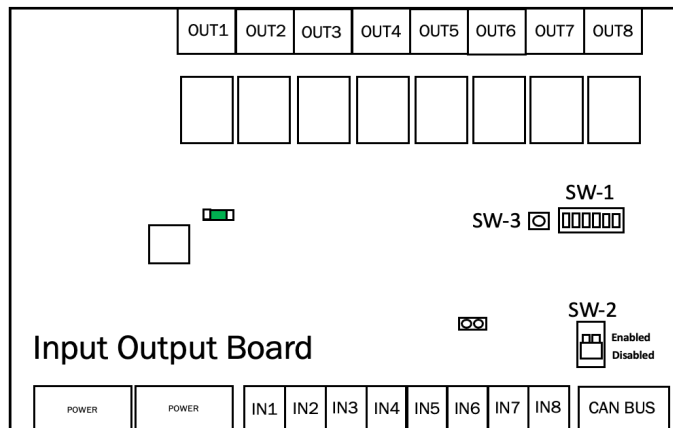 OUT1 OUT2 OUT3 OUT4 OUT5 OUT6 OUT7 OUT8
SW-1
SW-3
SW-2
Enabled
Disabled
Input Output Board
POWER POWER IN1 IN2 IN3 IN4 IN5 IN6 IN7 IN8 CAN BUS